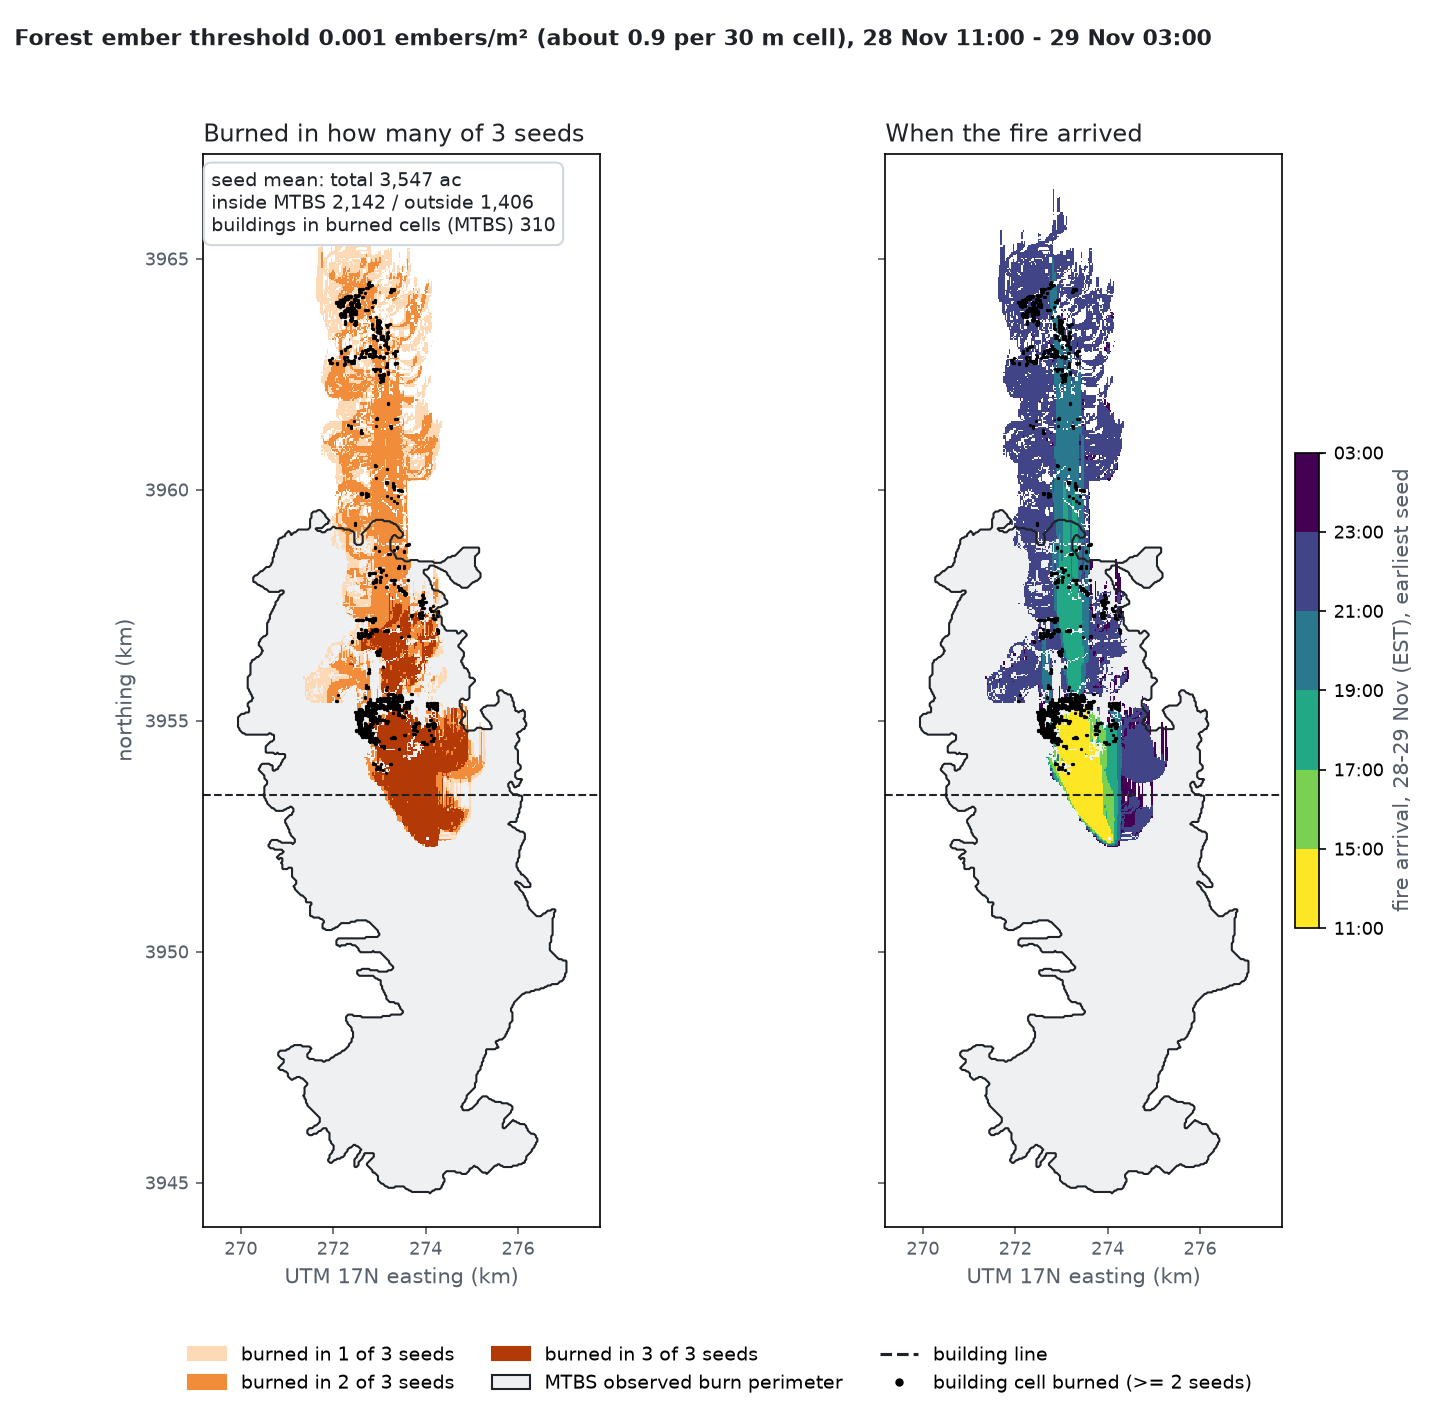 Forest ember threshold 0.001 embers/m² (about 0.9 per 30 m cell), 28 Nov 11:00 - 29 Nov 03:00
Burned in how many of 3 seeds
seed mean: total 3,547 ac
inside MTBS 2,142 / outside 1,406
buildings in burned cells (MTBS) 310
3965
3960
3955
3950
3945
northing (km)
270
272
274
276
UTM 17N easting (km)
When the fire arrived
270
272
274
276
UTM 17N easting (km)
03:00
23:00
21:00
19:00
17:00
15:00
11:00
fire arrival, 28-29 Nov (EST), earliest seed
burned in 1 of 3 seeds
burned in 2 of 3 seeds
burned in 3 of 3 seeds
MTBS observed burn perimeter
building line
building cell burned (>= 2 seeds)